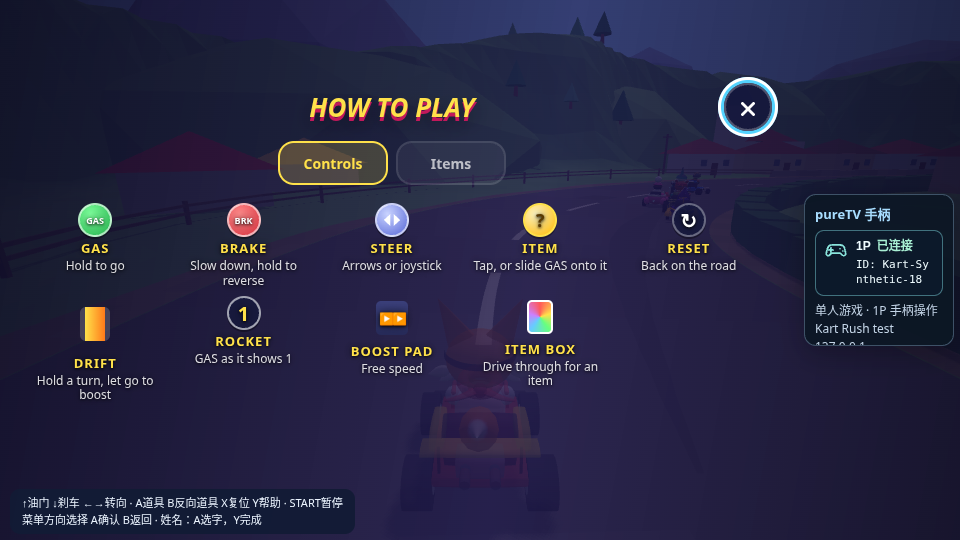 HOW TO PLAY
Controls
Items
GAS
GAS
Hold to go
BRK
BRAKE
Slow down, hold to
reverse
STEER
Arrows or joystick
?
ITEM
Tap, or slide GAS onto it
RESET
Back on the road
DRIFT
Hold a turn, let go to
boost
1
ROCKET
GAS as it shows 1
BOOST PAD
Free speed
ITEM BOX
Drive through for an
item
pureTV 手柄
1P 已连接
ID: Kart-Sy
nthetic-18
单人游戏 · 1P 手柄操作
Kart Rush test
127.0.0.1
↑油门 ↓刹车 ←→转向 · A道具 B反向道具 X复位 Y帮助 · START暂停
菜单方向选择 A确认 B返回 · 姓名：A选字，Y完成